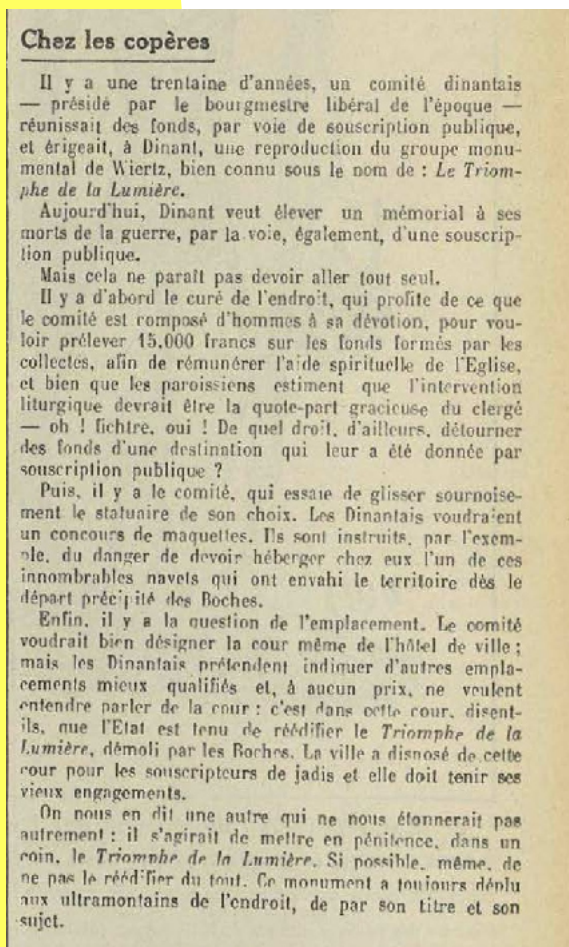 Chez les copères
Il y a une trentaine d'années, un comité dinantais
— présidé par le bourgmestre libéral de l'époque —
réunissait des fonds, par voie de souscription publique,
et érigeait, à Dinant, une reproduction du groupe monu-
mental de Wiertz, bien connu sous le nom de : Le Triom-
phe de la Lumière.
Aujourd'hui, Dinant veut élever un mémorial à ses
morts de la guerre, par la voie, également, d'une souscrip-
tion publique.
Mais cela ne paraît pas devoir aller tout seul.
Il y a d'abord le curé de l'endroit, qui profite de ce que
le comité est composé d'hommes à sa dévotion, pour vou-
loir prélever 15.000 francs sur les fonds formés par les
collectes, afin de rémunérer l'aide spirituelle de l'Eglise,
et bien que les paroissiens estiment que l'intervention
liturgique devrait être la quote-part gracieuse du clergé
— oh ! fichtre, oui ! De quel droit, d'ailleurs, détourner
des fonds d'une destination qui leur a été donnée par
souscription publique ?
Puis, il y a le comité, qui essaie de glisser sournoise-
ment le statuaire de son choix. Les Dinantais voudraient
un concours de maquettes. Ils sont instruits, par l'exem-
ple, du danger de devoir héberger chez eux l'un de ces
innombrables navets qui ont envahi le territoire dès le
départ précipité des Boches.
Enfin, il y a la question de l'emplacement. Le comité
voudrait bien désigner la cour même de l'hôtel de ville ;
mais les Dinantais prétendent indiquer d'autres empla-
cements mieux qualifiés et, à aucun prix, ne veulent
entendre parler de la cour : c'est dans cette cour, disent-
ils, que l'Etat est tenu de réédifier le Triomphe de la
Lumière, démoli par les Boches. La ville a disposé de cette
cour pour les souscripteurs de jadis et elle doit tenir ses
vieux engagements.
On nous en dit une autre qui ne nous étonnerait pas
autrement : il s'agirait de mettre en pénitence, dans un
coin, le Triomphe de la Lumière. Si possible, même, de
ne pas le réédifier du tout. Ce monument a toujours déplu
aux ultramontains de l'endroit, de par son titre et son
sujet.